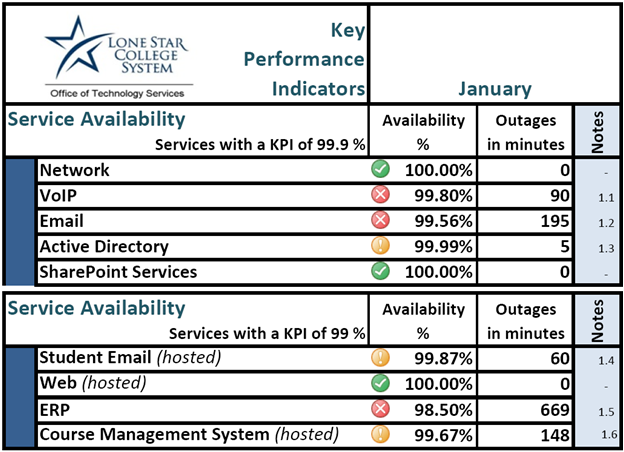 LONE STAR
COLLEGE
SYSTEM
Office of Technology Services
Key
Performance
Indicators
January
Service Availability
Services with a KPI of 99.9 %
Availability
%
Outages
in minutes
Notes
Network 100.00% 0 -
VoIP 99.80% 90 1.1
Email 99.56% 195 1.2
Active Directory 99.99% 5 1.3
SharePoint Services 100.00% 0 -
Service Availability
Services with a KPI of 99 %
Availability
%
Outages
in minutes
Notes
Student Email (hosted) 99.87% 60 1.4
Web (hosted) 100.00% 0 -
ERP 98.50% 669 1.5
Course Management System (hosted) 99.67% 148 1.6